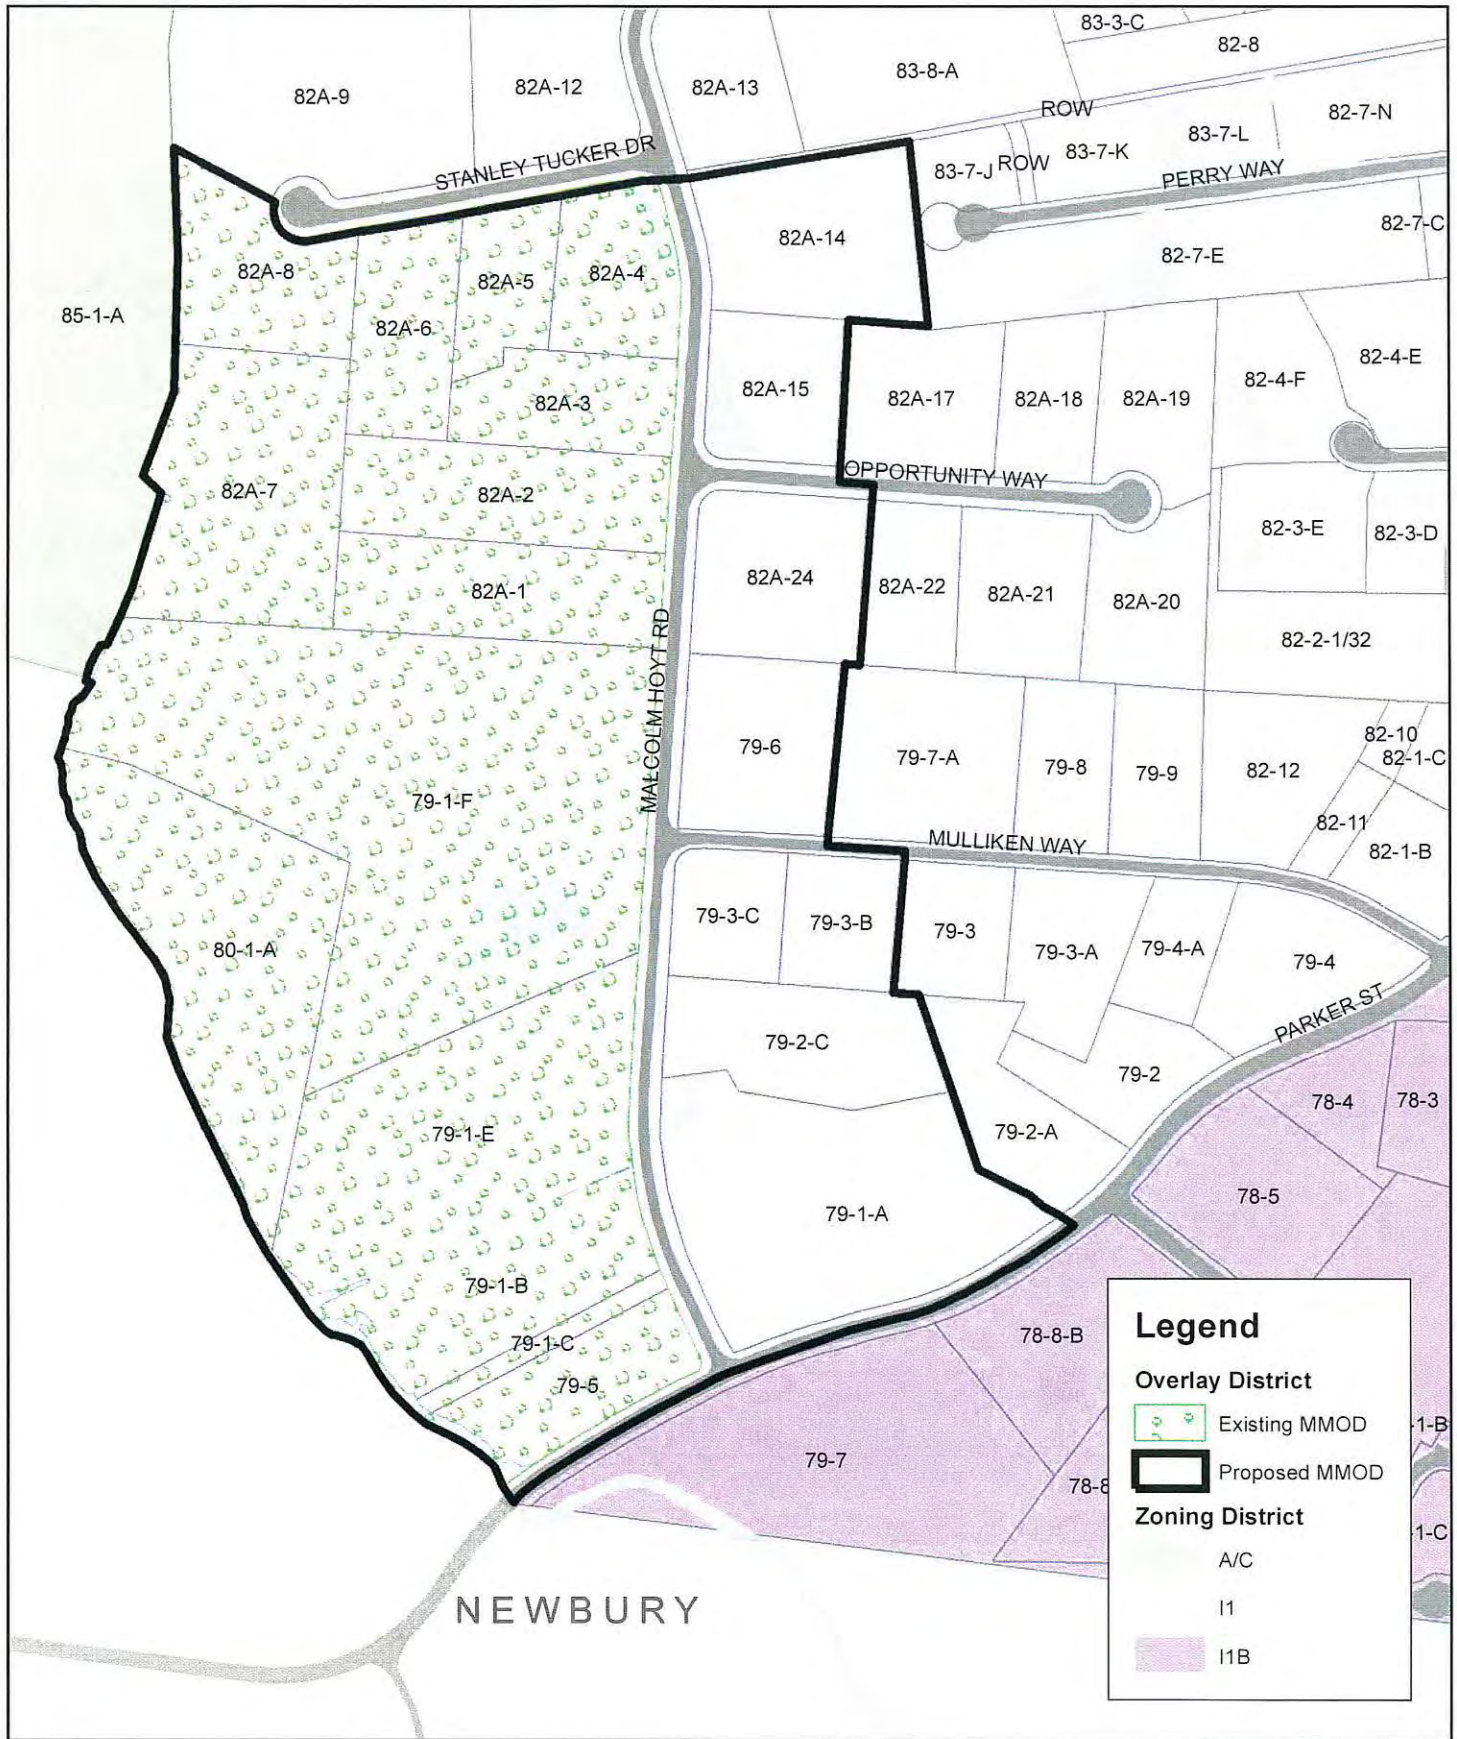 83-3-C
82-8
82A-9
82A-12
82A-13
83-8-A
ROW
82-7-N
83-7-L
83-7-K
STANLEY TUCKER DR
83-7-J
ROW
PERRY WAY
82A-14
82-7-C
82-7-E
82A-8
82A-5
82A-4
85-1-A
82A-6
82A-3
82A-15
82A-17
82A-18
82A-19
82-4-F
82-4-E
82A-7
82A-2
OPPORTUNITY WAY
82-3-E
82-3-D
82A-1
82A-24
82A-22
82A-21
82A-20
82-2-1/32
MALCOLM HOYT RD
79-1-F
79-6
79-7-A
79-8
79-9
82-12
82-10
82-1-C
82-11
82-1-B
MULLIKEN WAY
80-1-A
79-3-C
79-3-B
79-3
79-3-A
79-4-A
79-4
PARKER ST
79-2-C
79-2
79-2-A
78-4
78-3
79-1-E
79-1-A
78-5
79-1-B
79-1-C
79-5
78-8-B
79-7
78-8
-1-B
-1-C
NEWBURY
Legend
Overlay District
Existing MMOD
Proposed MMOD
Zoning District
A/C
I1
I1B